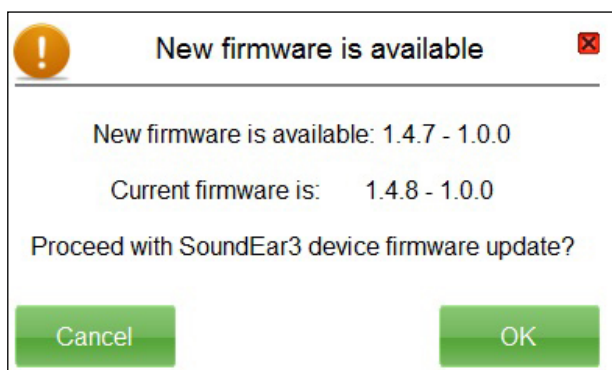 New firmware is available
New firmware is available: 1.4.7 - 1.0.0
Current firmware is: 1.4.8 - 1.0.0
Proceed with SoundEar3 device firmware update?
Cancel
OK